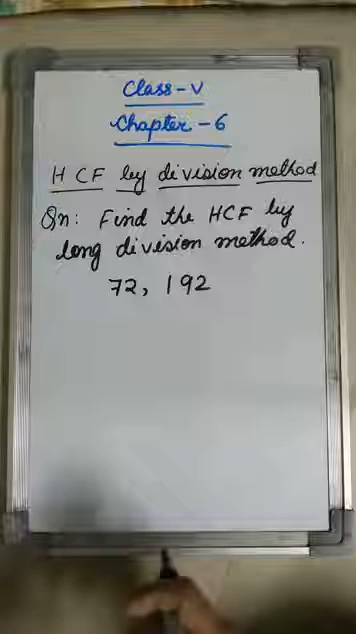 Class-V
Chapter-6
HCF by division method
Qn: Find the HCF by
long division method.
72, 192